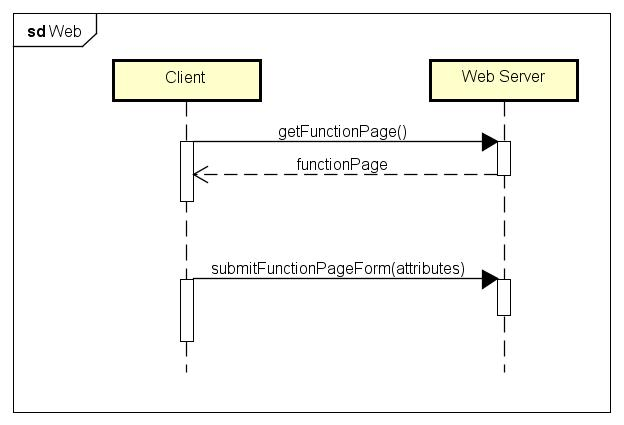 sd Web
Client
Web Server
getFunctionPage()
functionPage
submitFunctionPageForm(attributes)